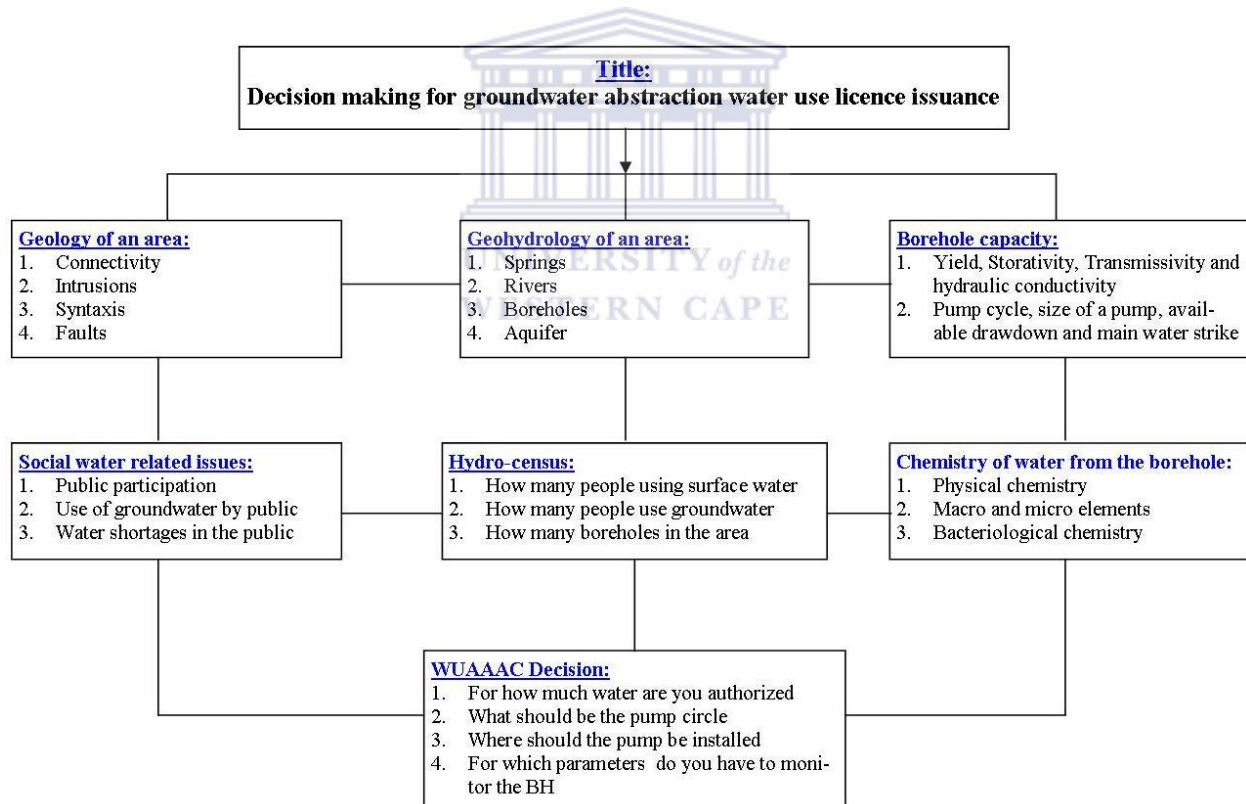 Title:
Decision making for groundwater abstraction water use licence issuance
Geology of an area:
1. Connectivity
2. Intrusions
3. Syntaxis
4. Faults
Geohydrology of an area:
1. Springs
2. Rivers
3. Boreholes
4. Aquifer
UNIVERSITY of the
WESTERN CAPE
Borehole capacity:
1. Yield, Storativity, Transmissivity and
hydraulic conductivity
2. Pump cycle, size of a pump, avail-
able drawdown and main water strike
Social water related issues:
1. Public participation
2. Use of groundwater by public
3. Water shortages in the public
Hydro-census:
1. How many people using surface water
2. How many people use groundwater
3. How many boreholes in the area
Chemistry of water from the borehole:
1. Physical chemistry
2. Macro and micro elements
3. Bacteriological chemistry
WUAAAC Decision:
1. For how much water are you authorized
2. What should be the pump circle
3. Where should the pump be installed
4. For which parameters do you have to moni-
tor the BH